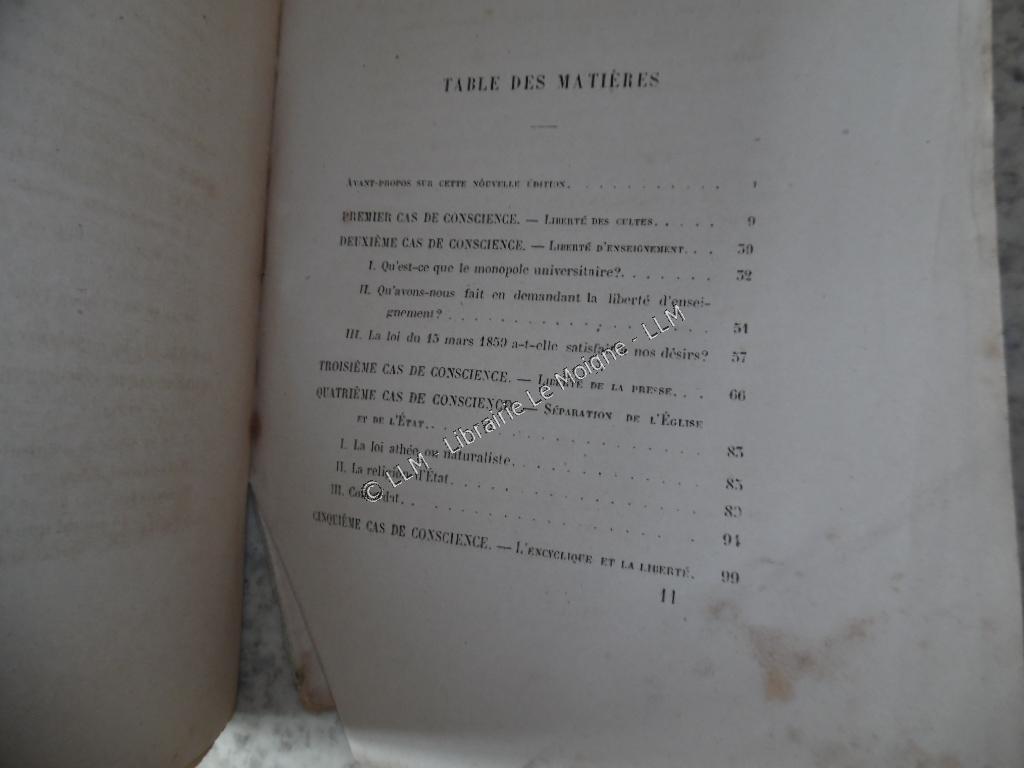 TABLE DES MATIÈRES
AVANT-PROPOS SUR CETTE NOUVELLE ÉDITION. . . . . . . . . . . .
PREMIER CAS DE CONSCIENCE. — LIBERTÉ DES CULTES. . . . . 9
DEUXIÈME CAS DE CONSCIENCE. — LIBERTÉ D'ENSEIGNEMENT. . . 39
I. Qu'est-ce que le monopole universitaire?. . . . . . . 52
II. Qu'avons-nous fait en demandant la liberté d'ensei-
gnement? . . . . . . . . . . . . . . 51
III. La loi du 15 mars 1859 a-t-elle satisfait nos désirs? 57
TROISIÈME CAS DE CONSCIENCE. — LIBERTÉ DE LA PRESSE. . . 66
QUATRIÈME CAS DE CONSCIENCE. — SÉPARATION DE L'ÉGLISE
ET DE L'ÉTAT. . . . . . . . . . . . . . 83
I. La loi athée ou naturaliste. . . . . . . . . . . 85
II. La religion d'État. . . . . . . . . . . . . . 89
III. . . . . . . . . . . . . . . 94
CINQUIÈME CAS DE CONSCIENCE. — L'ENCYCLIQUE ET LA LIBERTÉ. 99
11
© LLM - Librairie Le Moigne - LLM